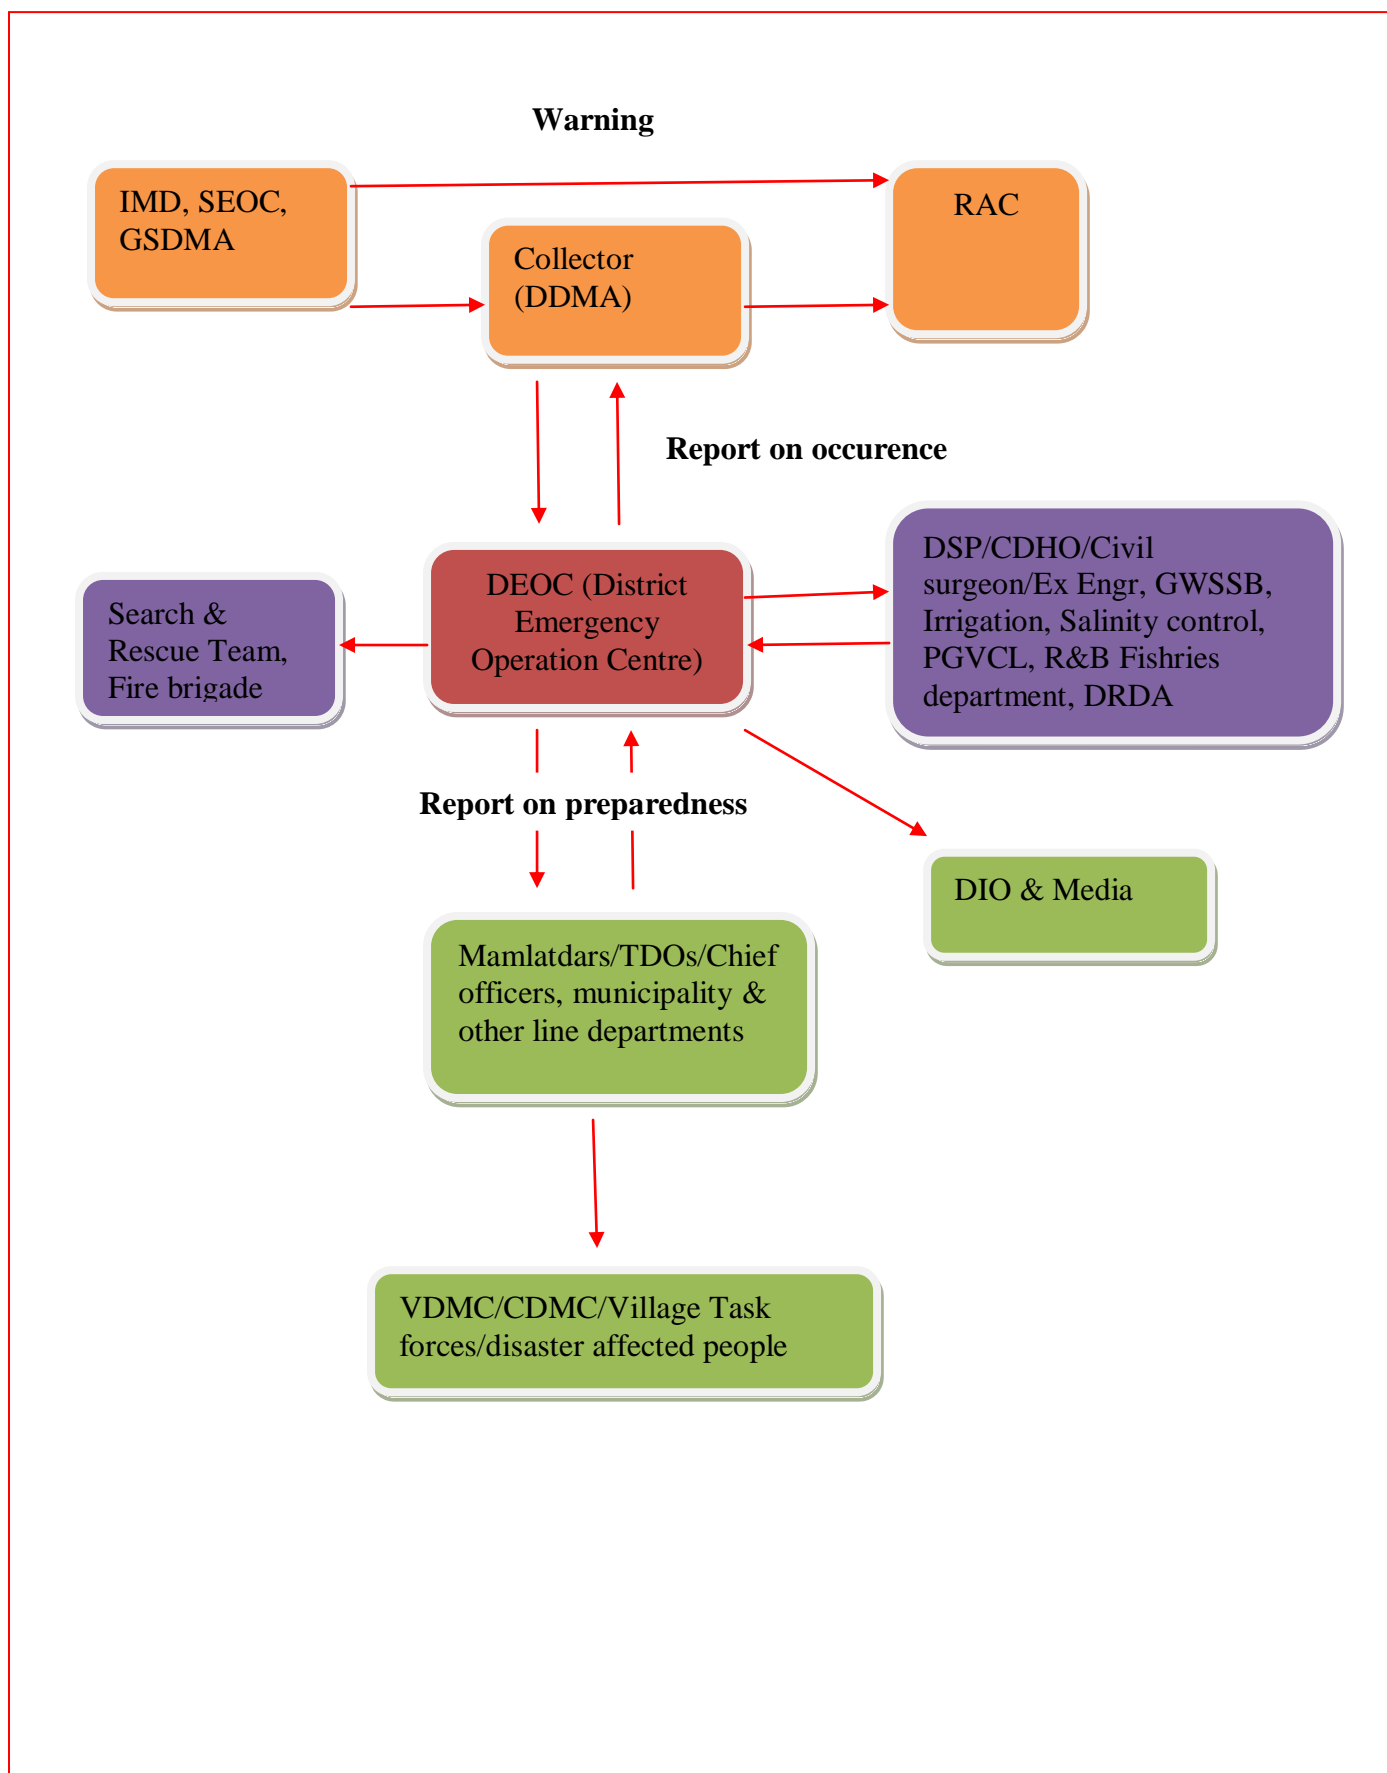 Warning
IMD, SEOC,
GSDMA
Collector
(DDMA)
RAC
Report on occurence
DEOC (District
Emergency
Operation Centre)
DSP/CDHO/Civil
surgeon/Ex Engr, GWSSB,
Irrigation, Salinity control,
PGVCL, R&B Fishries
department, DRDA
Search &
Rescue Team,
Fire brigade
Report on preparedness
DIO & Media
Mamlatdars/TDOs/Chief
officers, municipality &
other line departments
VDMC/CDMC/Village Task
forces/disaster affected people